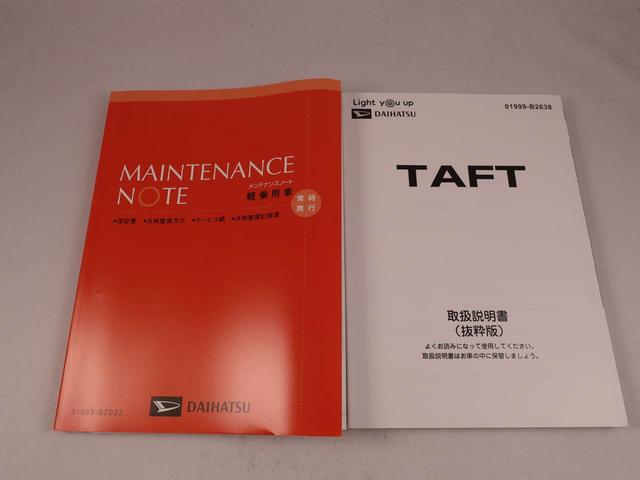 MAINTENANCE
NOTE
メンテナンスノート
軽乗用車
常時
携行
•保証書 •点検整備方式 •サービス網 •点検整備記録簿
01999-B2032
DAIHATSU
Light you up
DAIHATSU
01999-B2638
TAFT
取扱説明書
(抜粋版)
よくお読みになって使用してください。
取扱説明書はお車の中に保管しましょう。